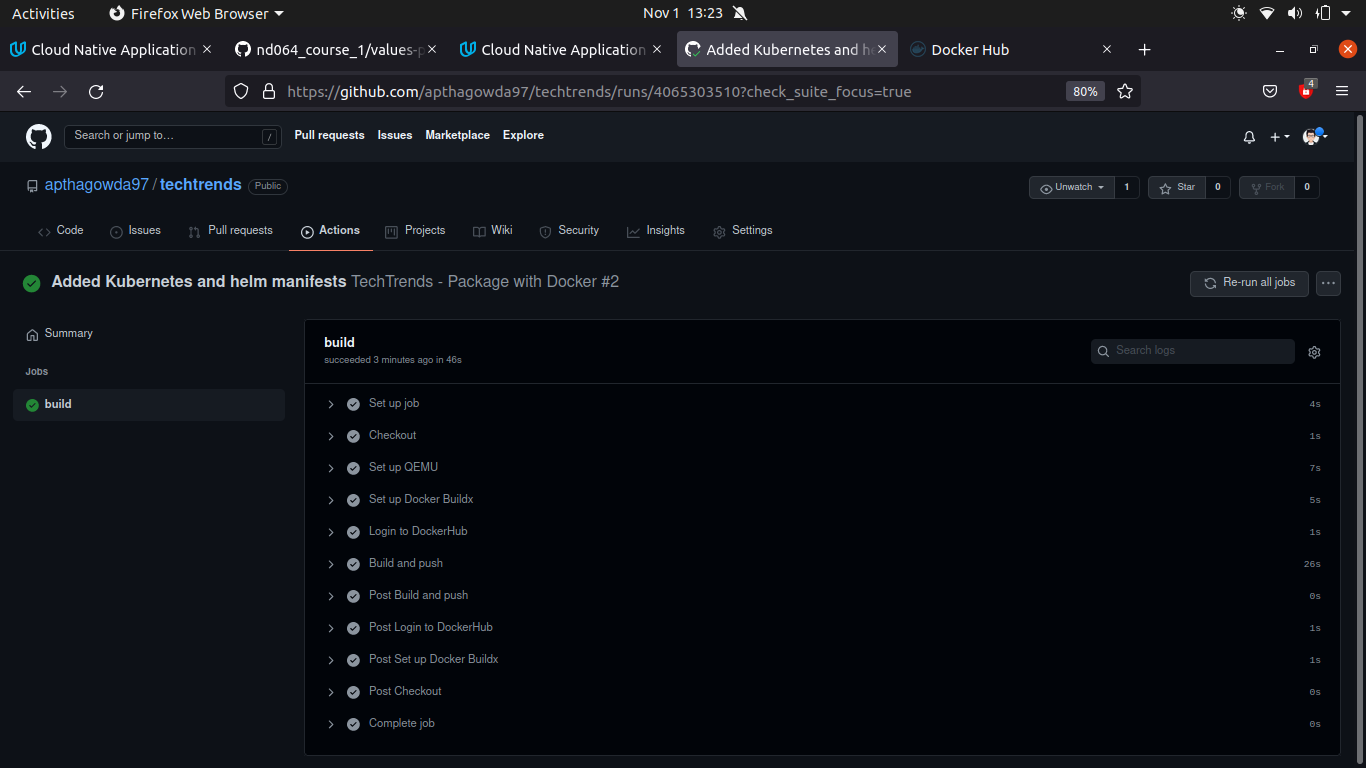 Activities Firefox Web Browser Nov 1 13:23
Cloud Native Application nd064_course_1/values-p Cloud Native Application Added Kubernetes and he Docker Hub
https://github.com/apthagowda97/techtrends/runs/4065303510?check_suite_focus=true 80% 4
Search or jump to… / Pull requests Issues Marketplace Explore
apthagowda97 / techtrends Public Unwatch 1 Star 0 Fork 0
Code Issues Pull requests Actions Projects Wiki Security Insights Settings
Added Kubernetes and helm manifests TechTrends - Package with Docker #2 Re-run all jobs
Summary
Jobs
build
build
succeeded 3 minutes ago in 46s
Search logs
Set up job 4s
Checkout 1s
Set up QEMU 7s
Set up Docker Buildx 5s
Login to DockerHub 1s
Build and push 26s
Post Build and push 0s
Post Login to DockerHub 1s
Post Set up Docker Buildx 1s
Post Checkout 0s
Complete job 0s